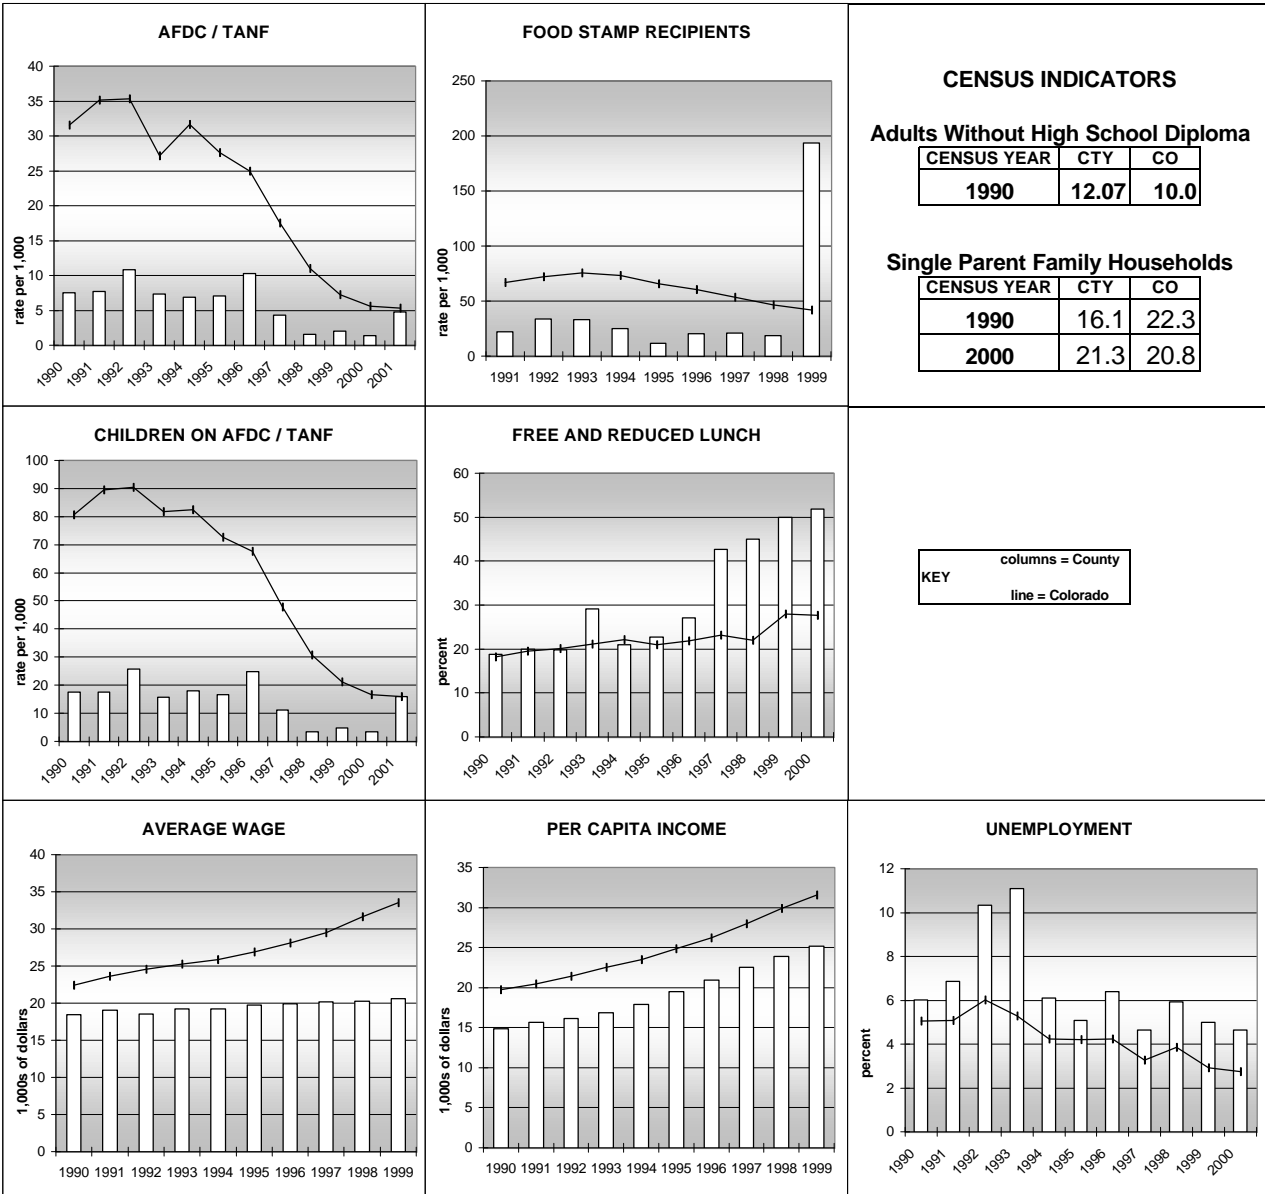 AFDC / TANF
40
35
30
25
20
15
10
5
0
rate per 1,000
1990 1991 1992 1993 1994 1995 1996 1997 1998 1999 2000 2001
FOOD STAMP RECIPIENTS
250
200
150
100
50
0
rate per 1,000
1991 1992 1993 1994 1995 1996 1997 1998 1999
CENSUS INDICATORS
Adults Without High School Diploma
CENSUS YEAR CTY CO
1990 12.07 10.0
Single Parent Family Households
CENSUS YEAR CTY CO
1990 16.1 22.3
2000 21.3 20.8
CHILDREN ON AFDC / TANF
100
90
80
70
60
50
40
30
20
10
0
rate per 1,000
1990 1991 1992 1993 1994 1995 1996 1997 1998 1999 2000 2001
FREE AND REDUCED LUNCH
60
50
40
30
20
10
0
percent
1990 1991 1992 1993 1994 1995 1996 1997 1998 1999 2000
columns = County
KEY
line = Colorado
AVERAGE WAGE
40
35
30
25
20
15
10
5
0
1,000s of dollars
1990 1991 1992 1993 1994 1995 1996 1997 1998 1999
PER CAPITA INCOME
35
30
25
20
15
10
5
0
1,000s of dollars
1990 1991 1992 1993 1994 1995 1996 1997 1998 1999
UNEMPLOYMENT
12
10
8
6
4
2
0
percent
1990 1991 1992 1993 1994 1995 1996 1997 1998 1999 2000